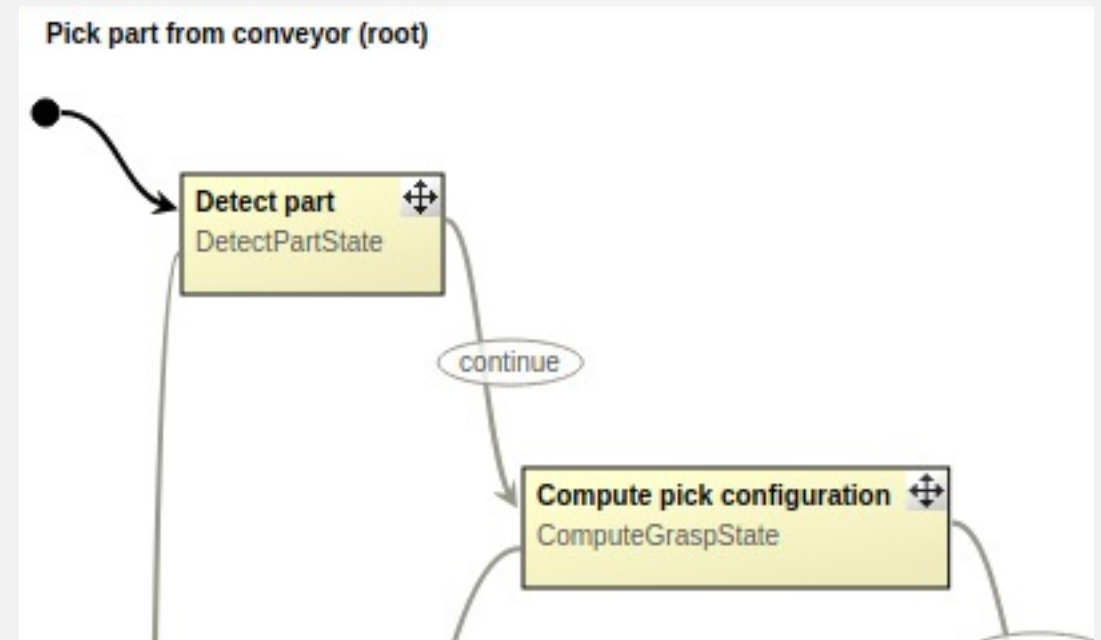 Pick part from conveyor (root)
Detect part
DetectPartState
continue
Compute pick configuration
ComputeGraspState